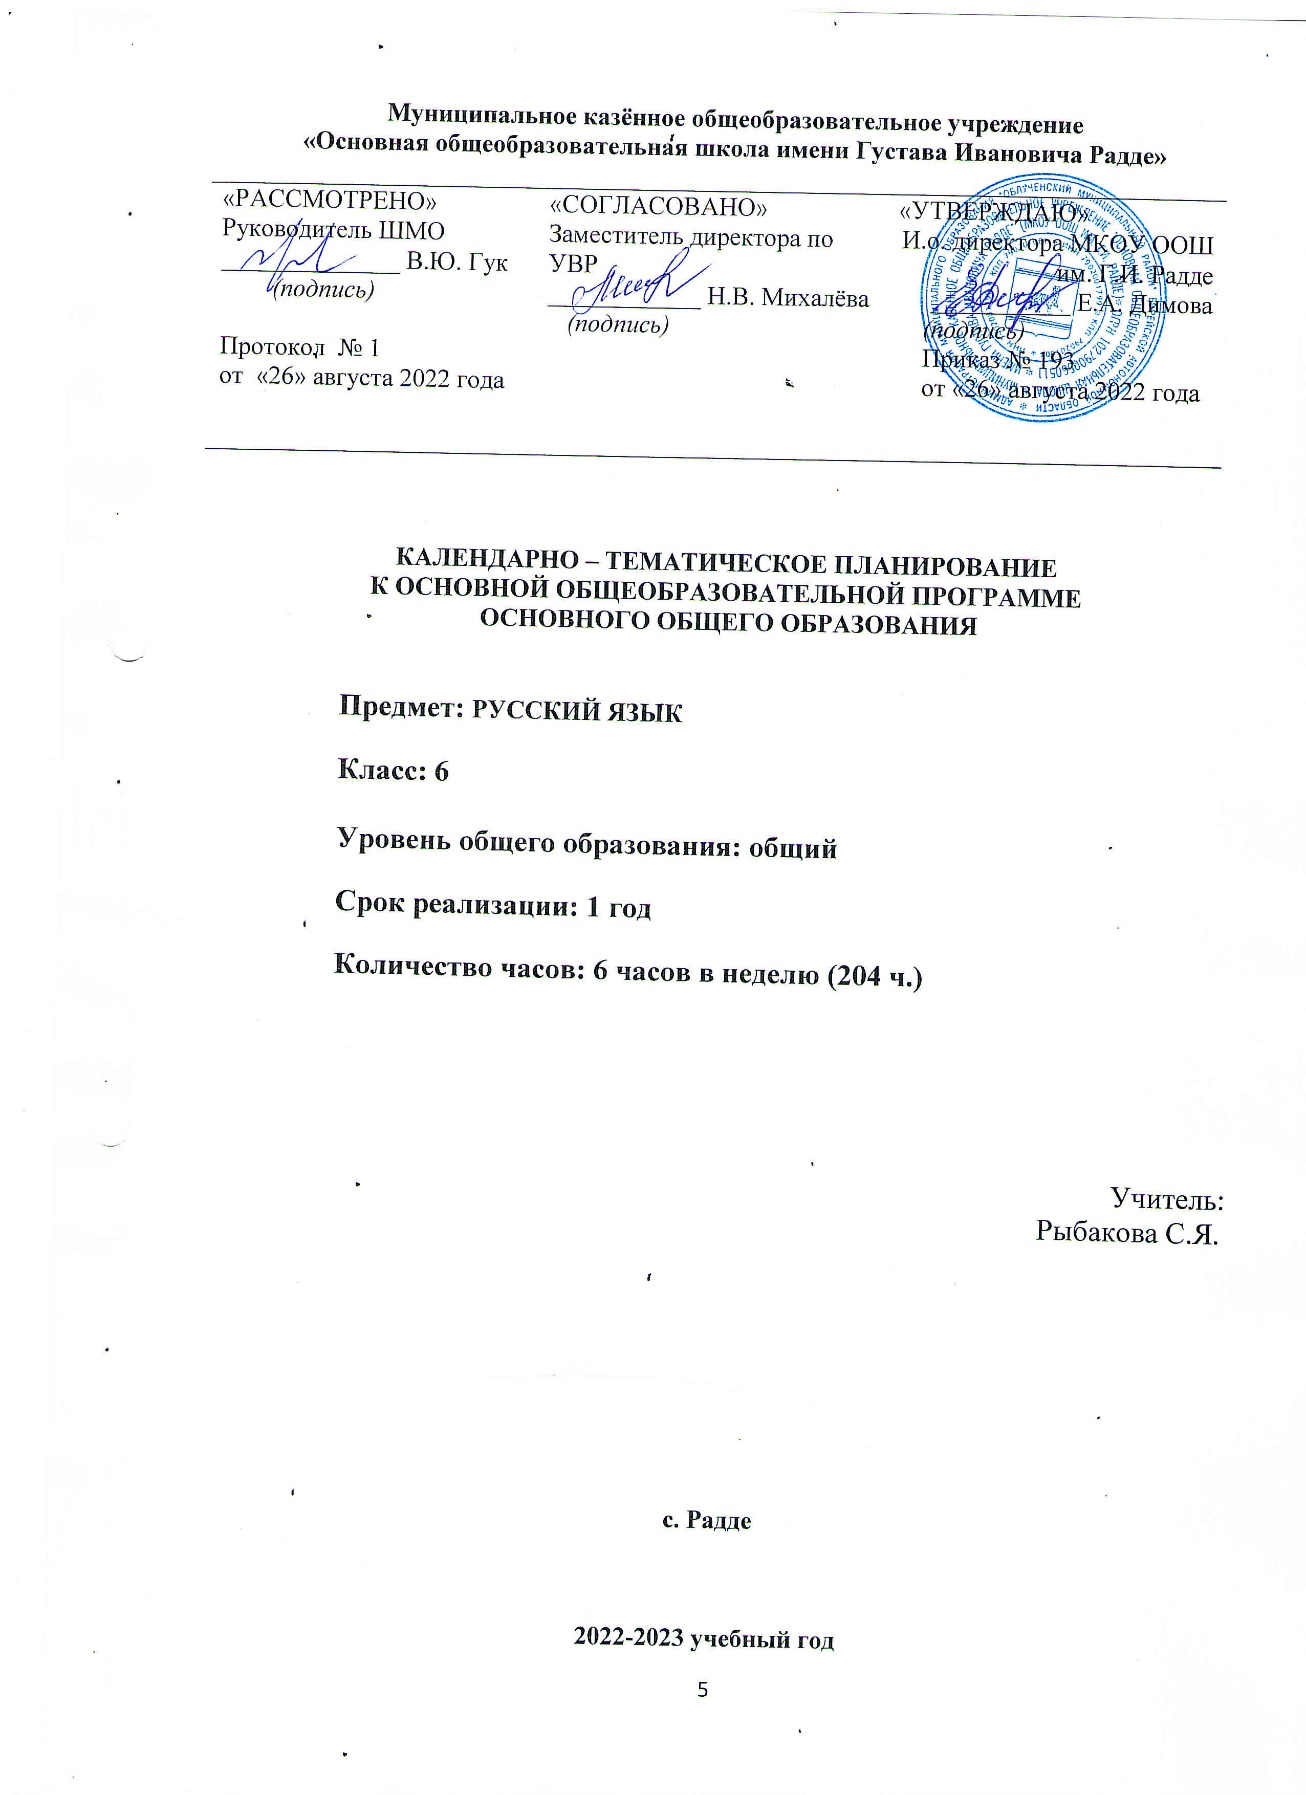 Муниципальное казённое общеобразовательное учреждение
«Основная общеобразовательная школа имени Густава Ивановича Радде»
«РАССМОТРЕНО»
Руководитель ШМО
______________ В.Ю. Гук
(подпись)
Протокол № 1
от «26» августа 2022 года
«СОГЛАСОВАНО»
Заместитель директора по
УВР
____________ Н.В. Михалёва
(подпись)
«УТВЕРЖДАЮ»
И.о. директора МКОУ ООШ
им. Г.И. Радде
___________ Е.А. Димова
(подпись)
Приказ № 193
от «26» августа 2022 года
КАЛЕНДАРНО – ТЕМАТИЧЕСКОЕ ПЛАНИРОВАНИЕ
К ОСНОВНОЙ ОБЩЕОБРАЗОВАТЕЛЬНОЙ ПРОГРАММЕ
ОСНОВНОГО ОБЩЕГО ОБРАЗОВАНИЯ
Предмет: РУССКИЙ ЯЗЫК
Класс: 6
Уровень общего образования: общий
Срок реализации: 1 год
Количество часов: 6 часов в неделю (204 ч.)
Учитель:
Рыбакова С.Я.
с. Радде
2022-2023 учебный год
5